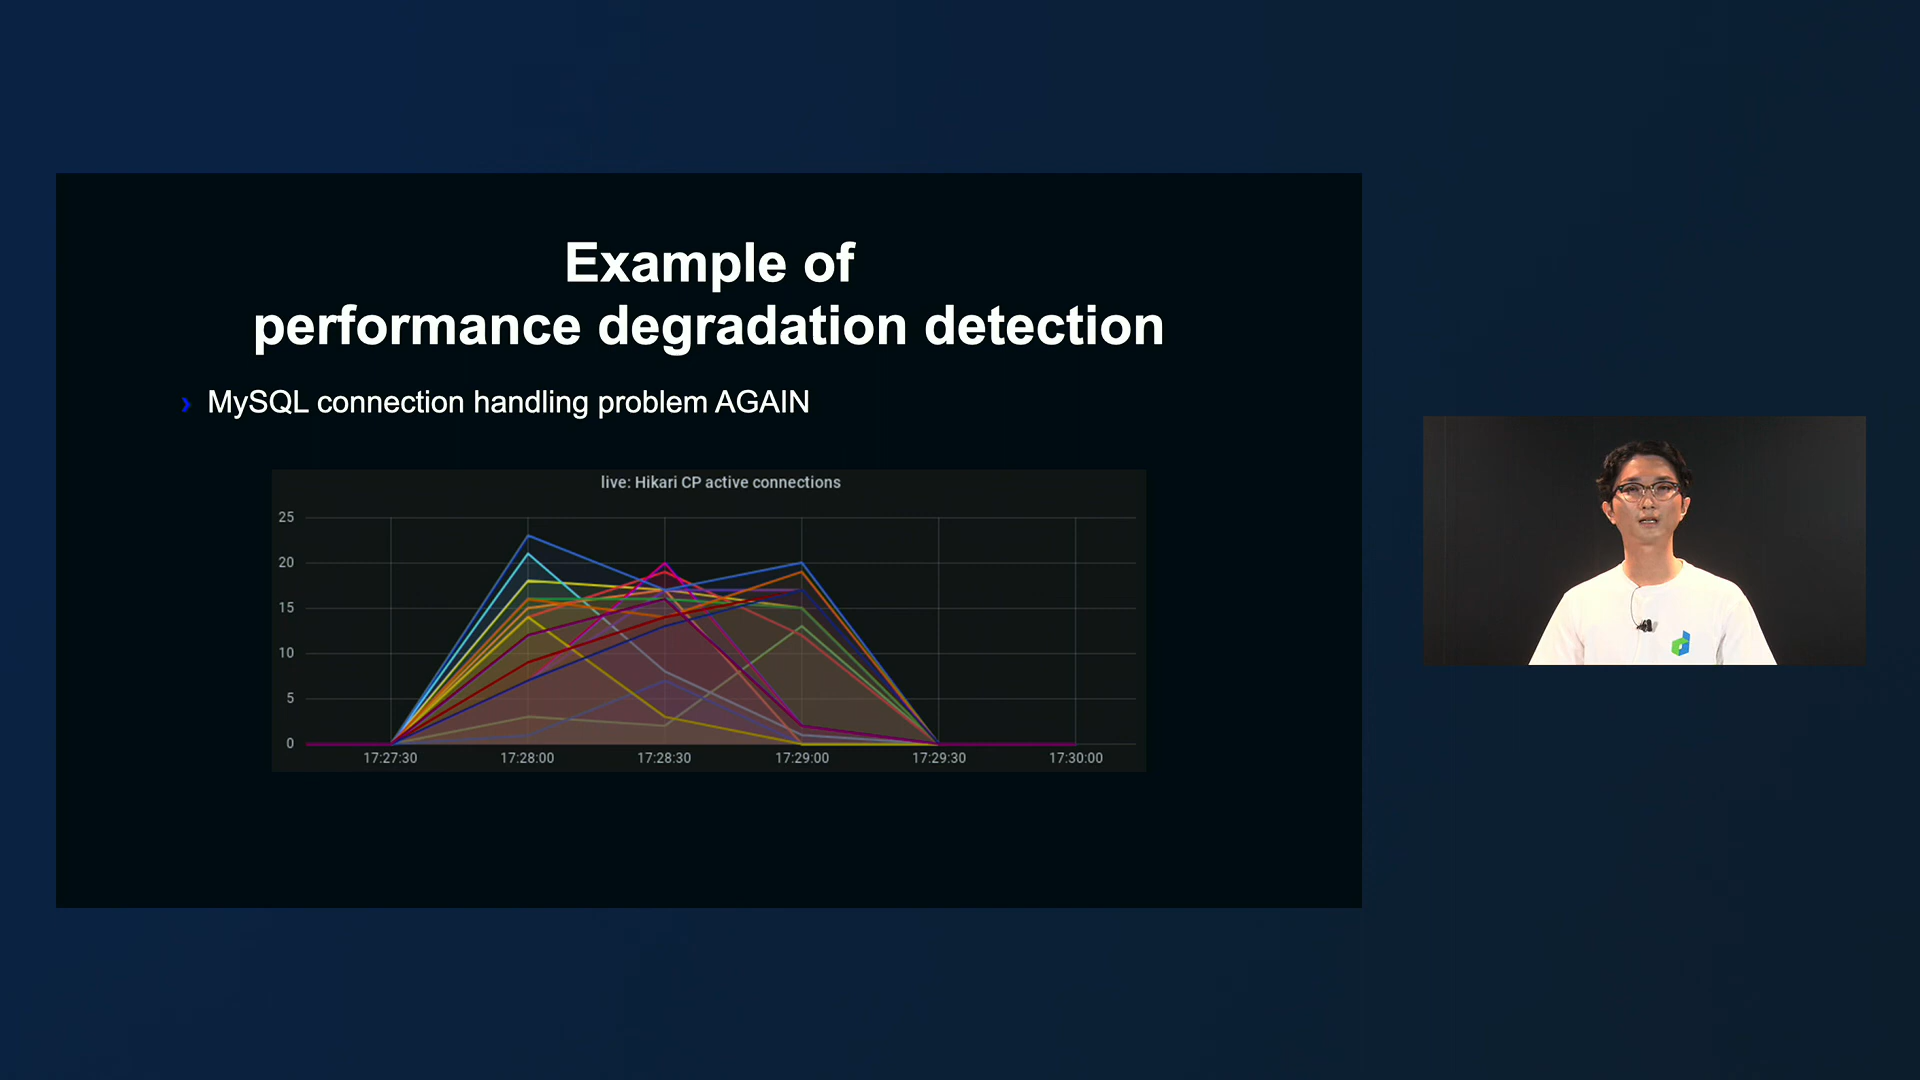 Example of
performance degradation detection
› MySQL connection handling problem AGAIN
live: Hikari CP active connections
25
20
15
10
5
0
17:27:30 17:28:00 17:28:30 17:29:00 17:29:30 17:30:00